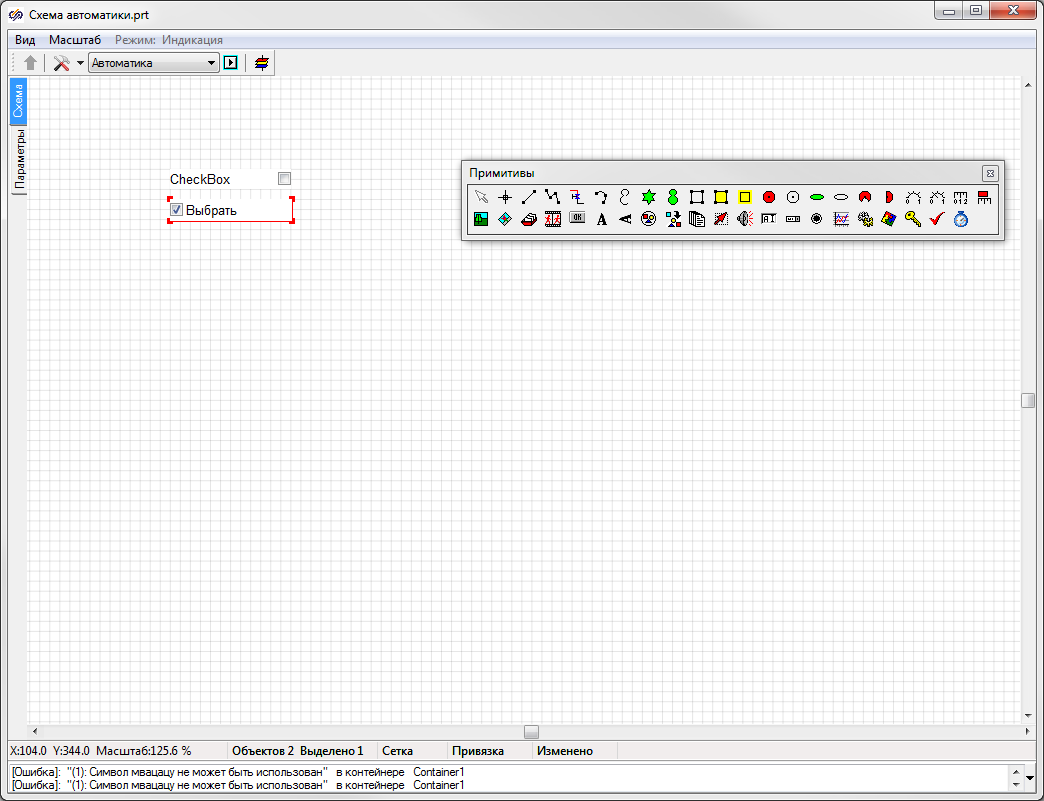 Схема автоматики.prt
Вид Масштаб Режим: Индикация
Автоматика
Схема
Параметры
CheckBox
Выбрать
Примитивы
OK
X:104.0 Y:344.0 Масштаб:125.6 % Объектов 2 Выделено 1 Сетка Привязка Изменено
[Ошибка]: "(1): Символ мвацацу не может быть использован" в контейнере Container1
[Ошибка]: "(1): Символ мвацацу не может быть использован" в контейнере Container1